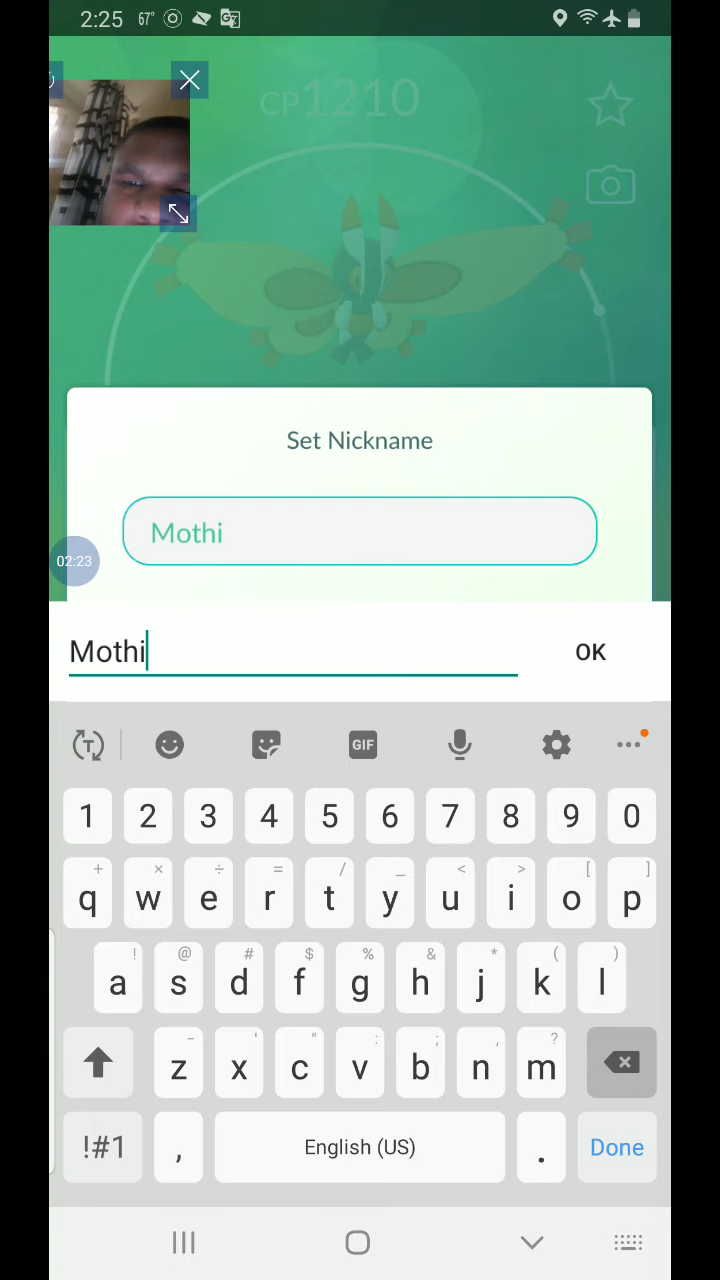 2:25 67°
CP1210
Set Nickname
Mothi
02:23
Mothi OK
GIF
1 2 3 4 5 6 7 8 9 0
+ × ÷ = / _ < > [ ]
q w e r t y u i o p
! @ # $ % & * ( )
a s d f g h j k l
- ' " : ; , ?
z x c v b n m
!#1 , English (US) . Done